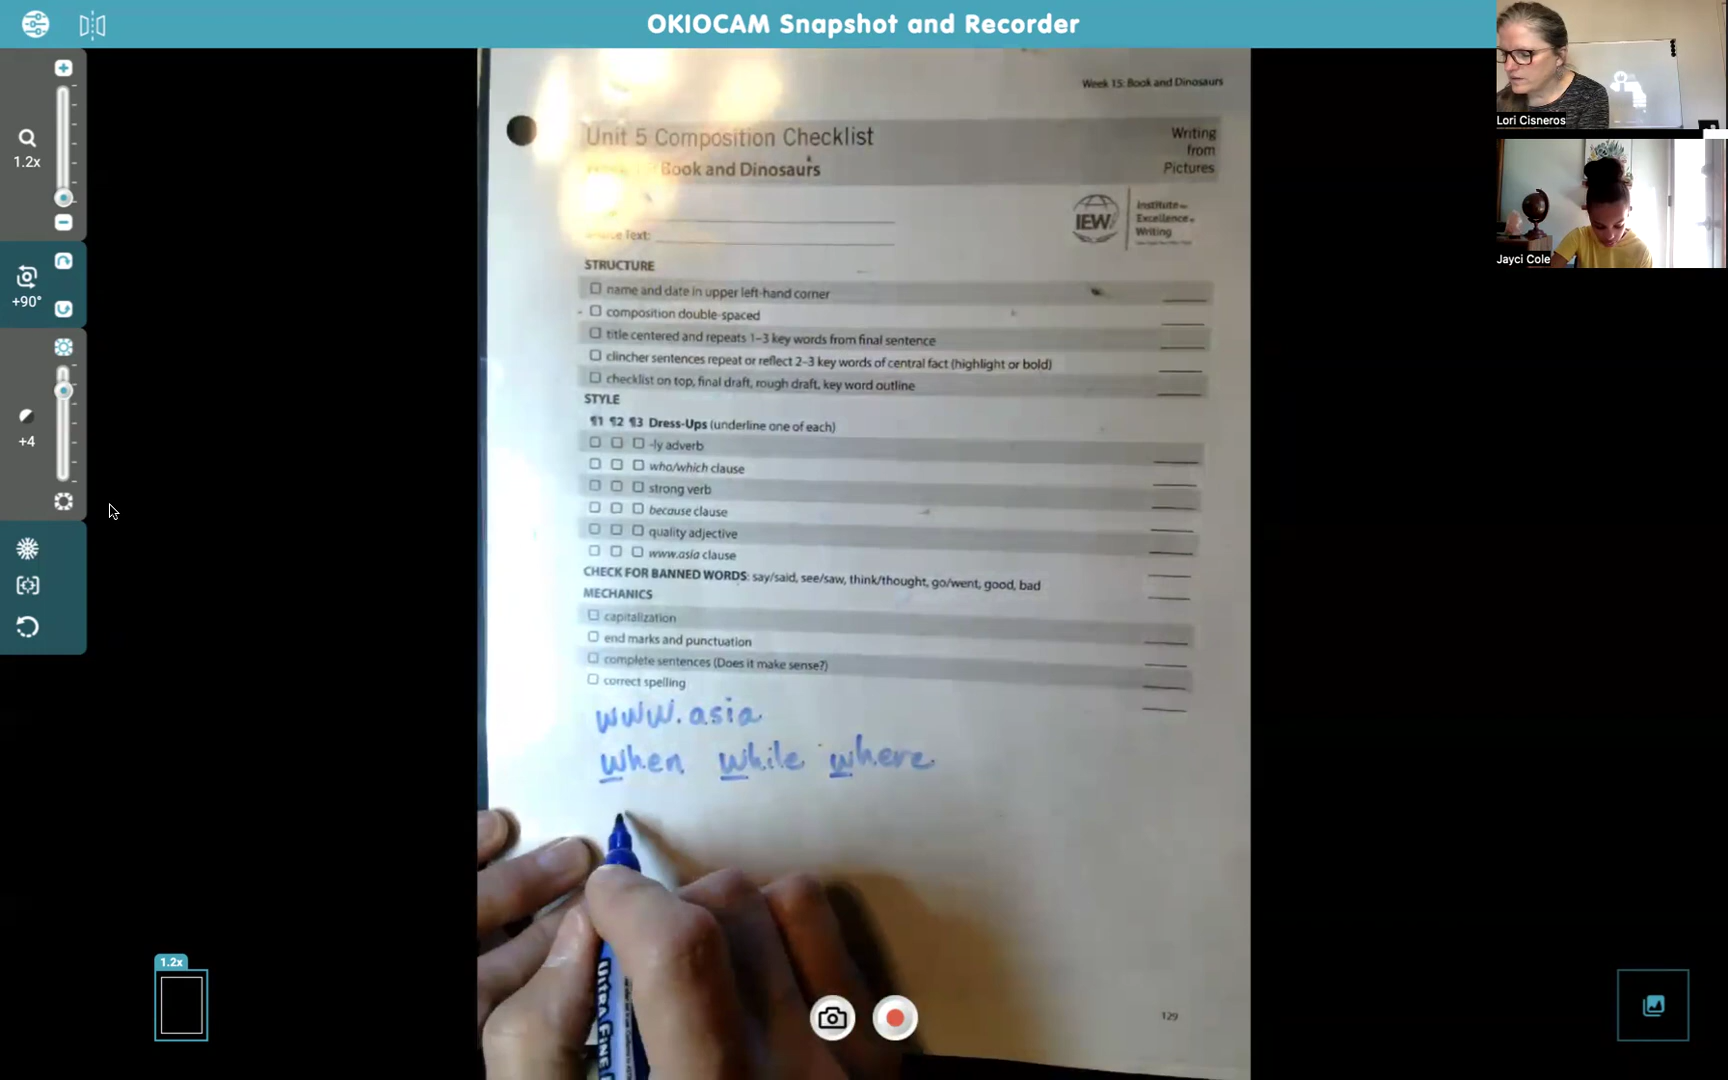 OKIOCAM Snapshot and Recorder
Lori Cisneros
Jayci Cole
1.2x
+90°
+4
1.2x
Week 15: Book and Dinosaurs
Unit 5 Composition Checklist
Writing
from
Pictures
Book and Dinosaurs
IEW
Institute for
Excellence in
Writing
Text:
STRUCTURE
name and date in upper left-hand corner
composition double-spaced
title centered and repeats 1–3 key words from final sentence
clincher sentences repeat or reflect 2–3 key words of central fact (highlight or bold)
checklist on top, final draft, rough draft, key word outline
STYLE
¶1 ¶2 ¶3 Dress-Ups (underline one of each)
-ly adverb
who/which clause
strong verb
because clause
quality adjective
www.asia clause
CHECK FOR BANNED WORDS: say/said, see/saw, think/thought, go/went, good, bad
MECHANICS
capitalization
end marks and punctuation
complete sentences (Does it make sense?)
correct spelling
www.asia
when while where
ULTRA FINE
129